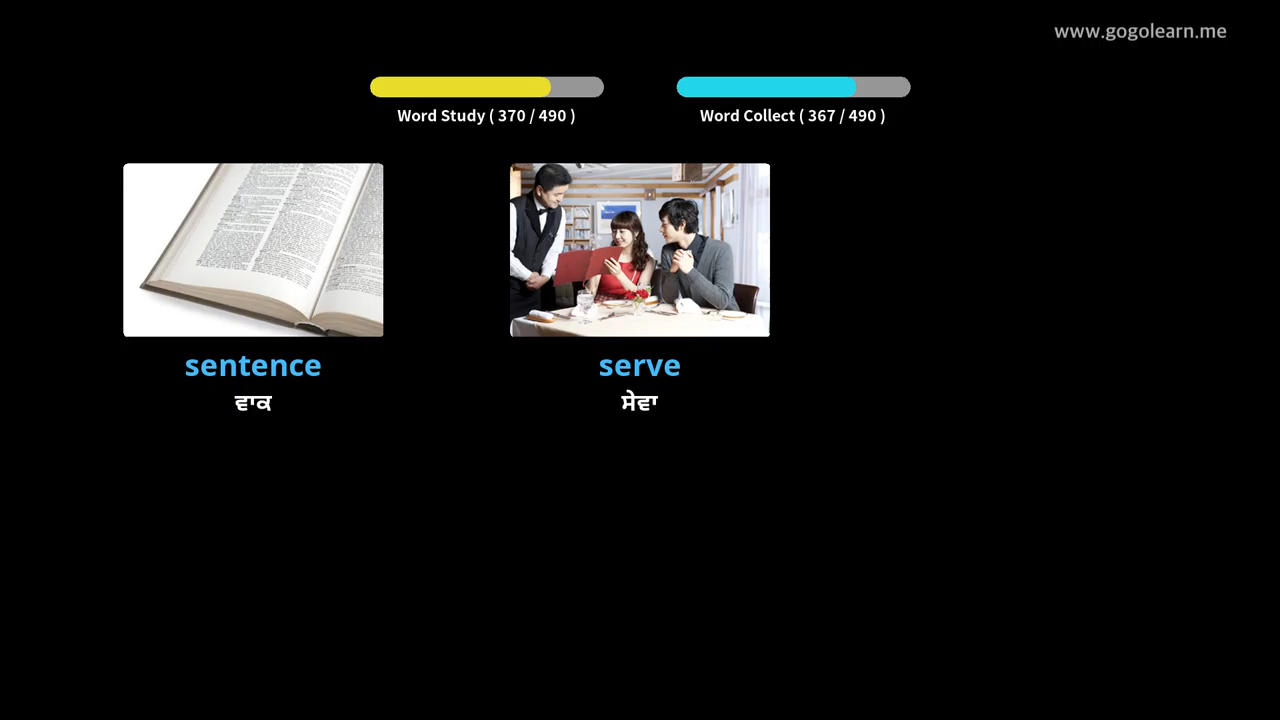 www.gogolearn.me
Word Study ( 370 / 490 )
Word Collect ( 367 / 490 )
sentence
ਵਾਕ
serve
ਸੇਵਾ